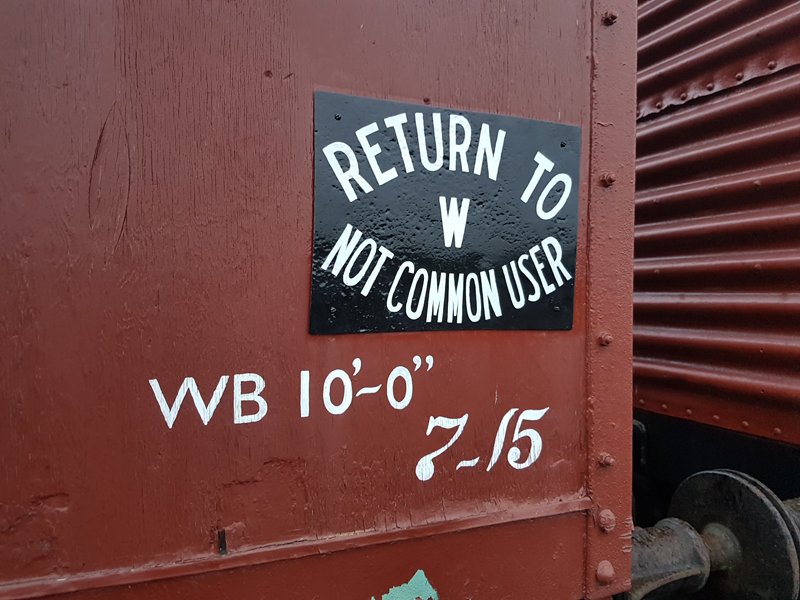 RETURN TO
W
NOT COMMON USER
WB 10'~0"
7~15